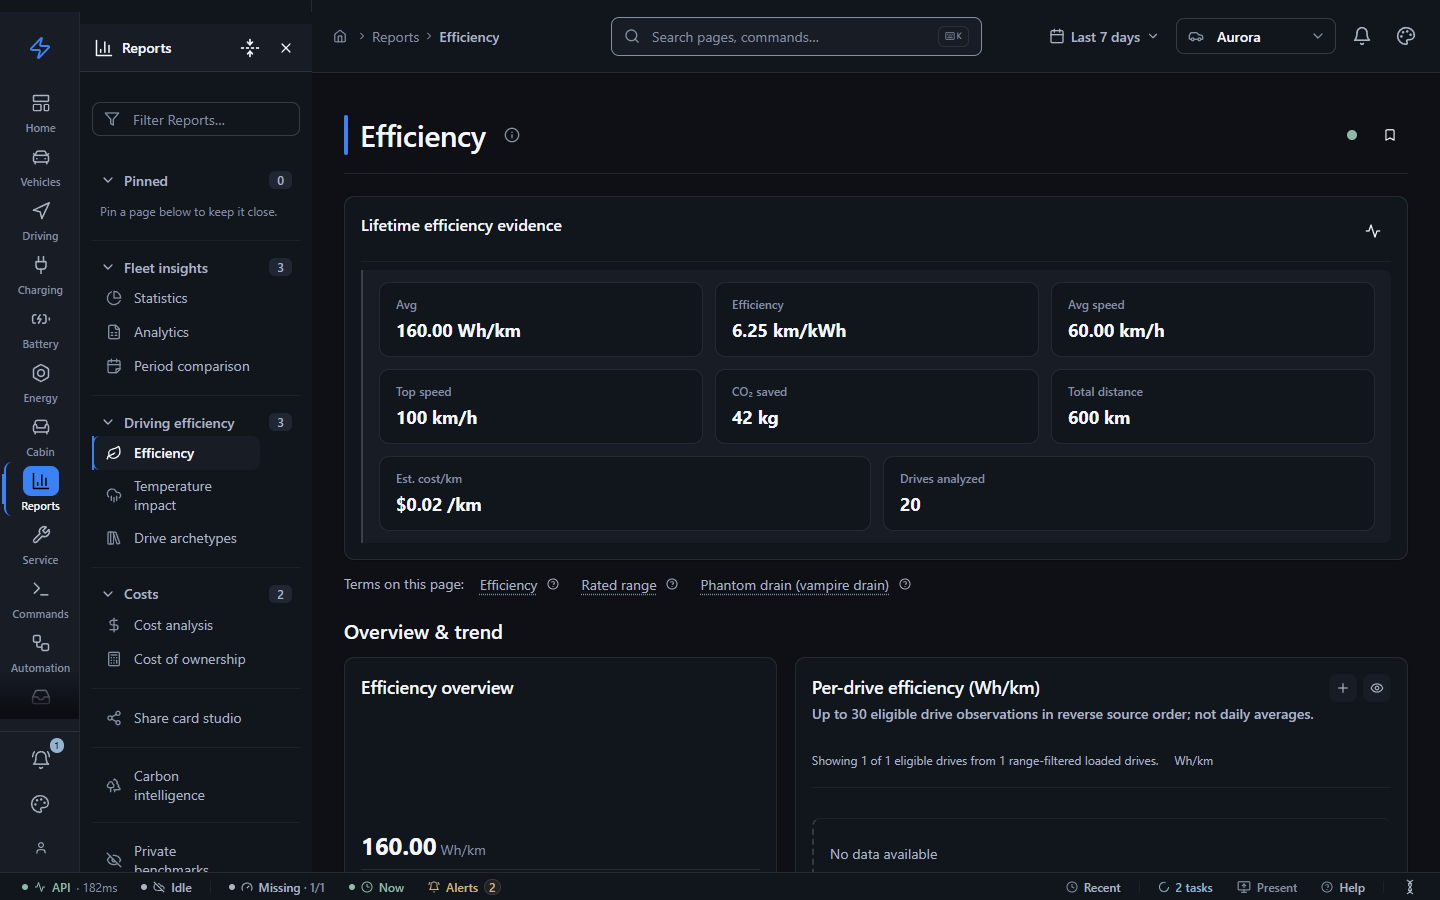 Home
Vehicles
Driving
Charging
Battery
Energy
Cabin
Reports
Service
Commands
Automation
1
Reports
Filter Reports...
Pinned 0
Pin a page below to keep it close.
Fleet insights 3
Statistics
Analytics
Period comparison
Driving efficiency 3
Efficiency
Temperature
impact
Drive archetypes
Costs 2
Cost analysis
Cost of ownership
Share card studio
Carbon
intelligence
Private
benchmarks
Reports Efficiency
Search pages, commands... K
Last 7 days
Aurora
Efficiency
Lifetime efficiency evidence
Avg
160.00 Wh/km
Efficiency
6.25 km/kWh
Avg speed
60.00 km/h
Top speed
100 km/h
CO₂ saved
42 kg
Total distance
600 km
Est. cost/km
$0.02 /km
Drives analyzed
20
Terms on this page: Efficiency Rated range Phantom drain (vampire drain)
Overview & trend
Efficiency overview
160.00 Wh/km
Per-drive efficiency (Wh/km)
Up to 30 eligible drive observations in reverse source order; not daily averages.
Showing 1 of 1 eligible drives from 1 range-filtered loaded drives. Wh/km
No data available
API · 182ms Idle Missing · 1/1 Now Alerts 2 Recent 2 tasks Present Help